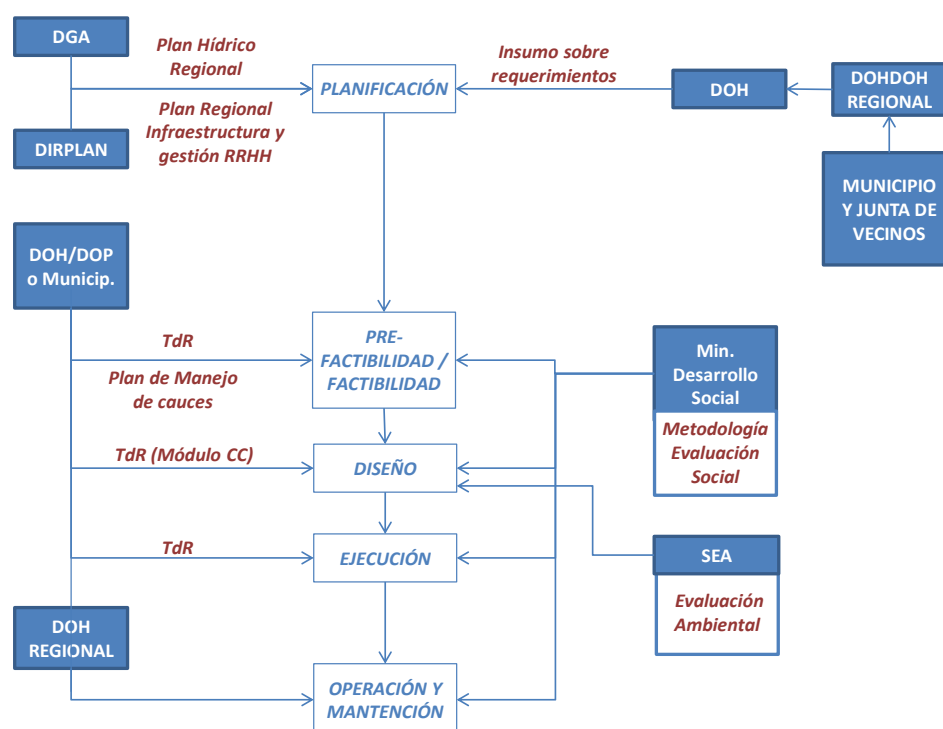 DGA
Plan Hídrico
Regional
Insumo sobre
requerimientos
PLANIFICACIÓN
DOH
DOHDOH
REGIONAL
Plan Regional
Infraestructura y
gestión RRHH
DIRPLAN
MUNICIPIO
Y JUNTA DE
VECINOS
DOH/DOP
o Municip.
TdR
PRE-
FACTIBILIDAD /
FACTIBILIDAD
Min.
Desarrollo
Social
Plan de Manejo
de cauces
Metodología
Evaluación
Social
TdR (Módulo CC)
DISEÑO
TdR
EJECUCIÓN
SEA
Evaluación
Ambiental
DOH
REGIONAL
OPERACIÓN Y
MANTENCIÓN